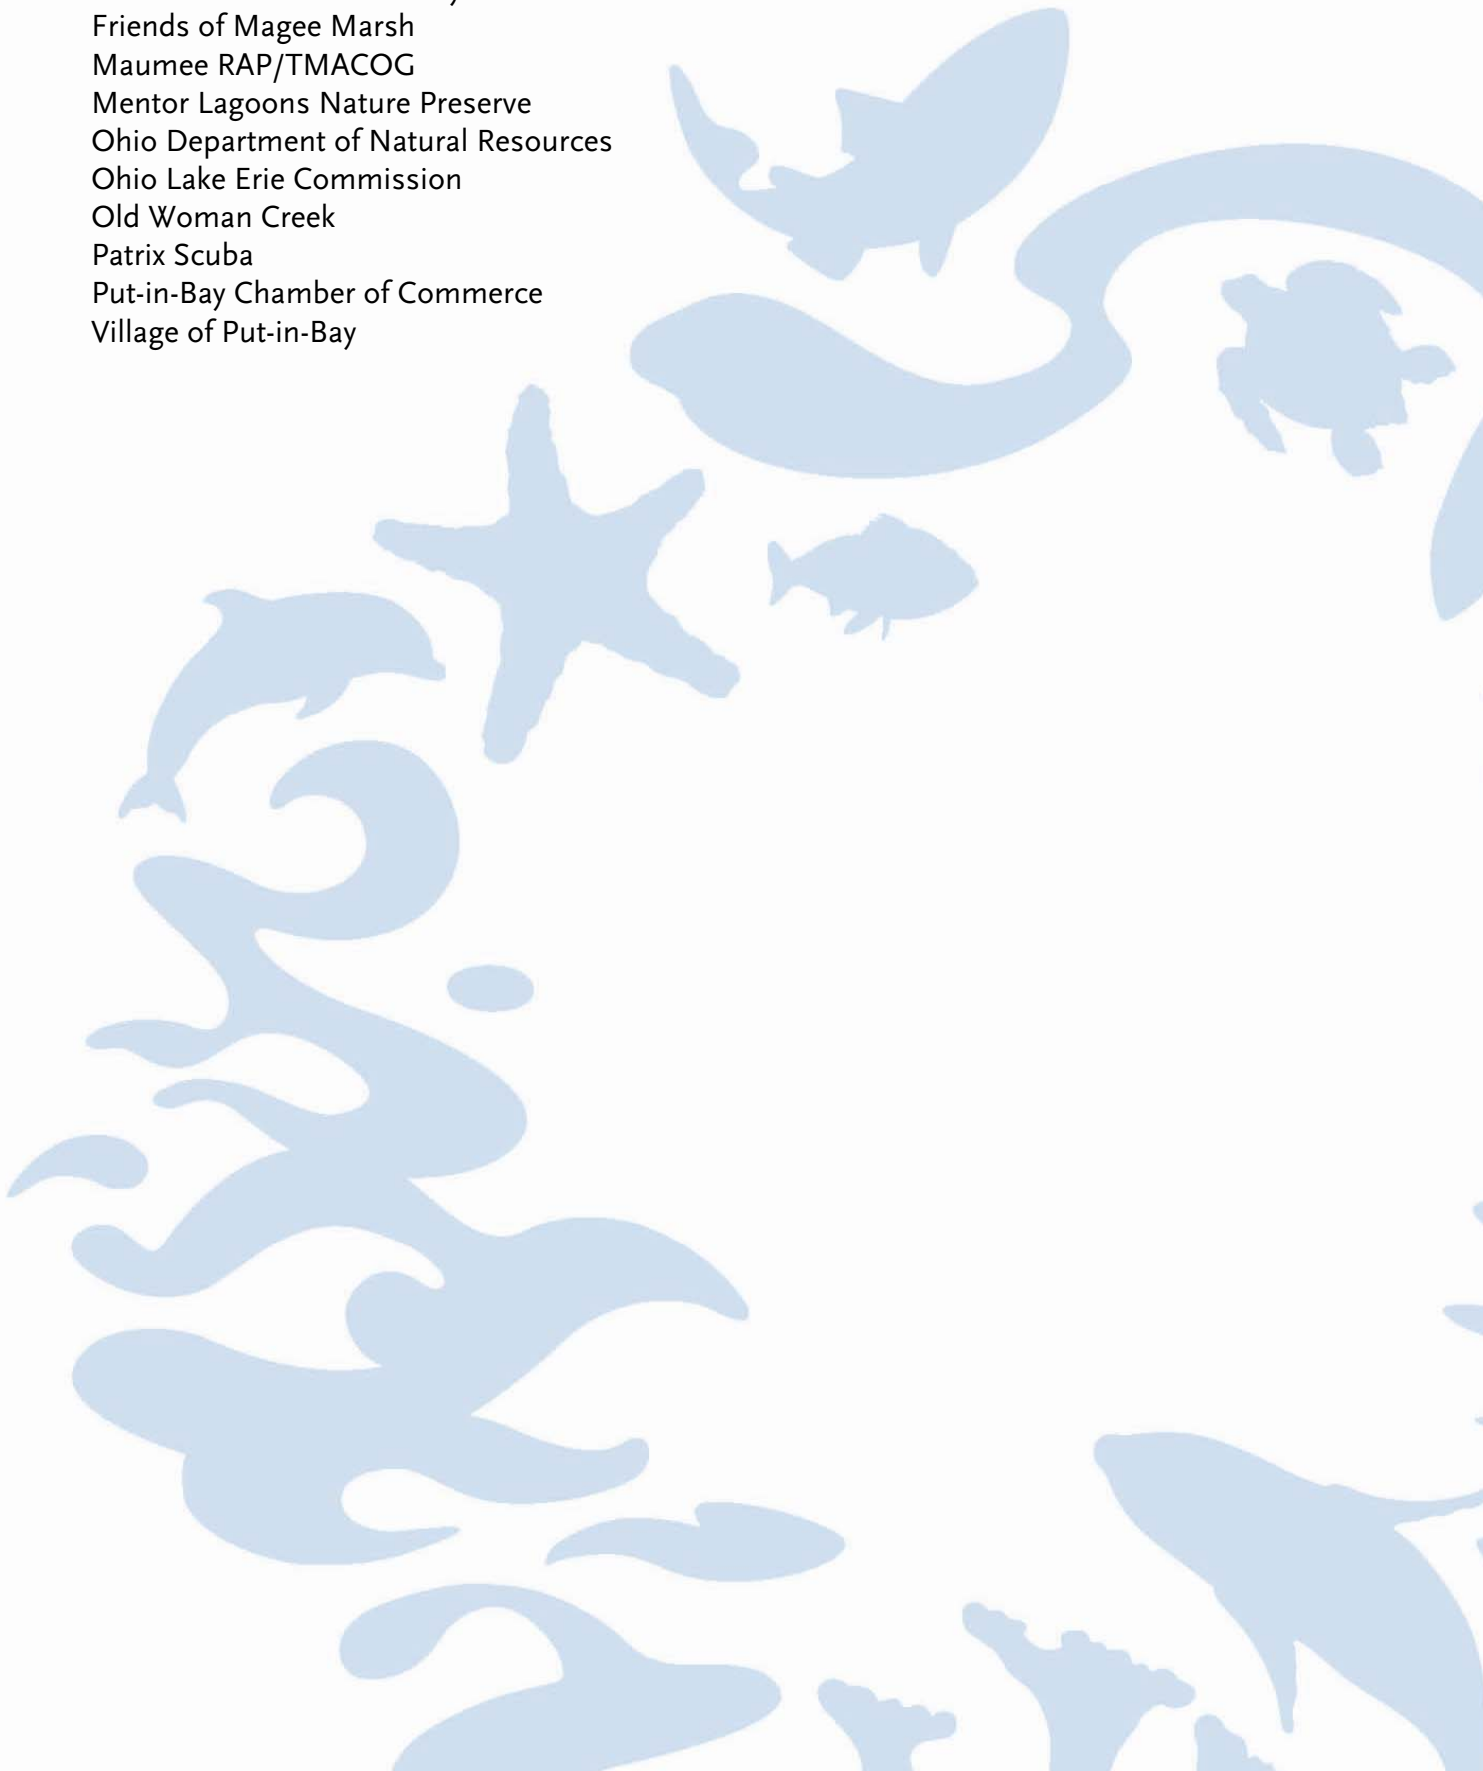 Friends of Magee Marsh
Maumee RAP/TMACOG
Mentor Lagoons Nature Preserve
Ohio Department of Natural Resources
Ohio Lake Erie Commission
Old Woman Creek
Patrix Scuba
Put-in-Bay Chamber of Commerce
Village of Put-in-Bay